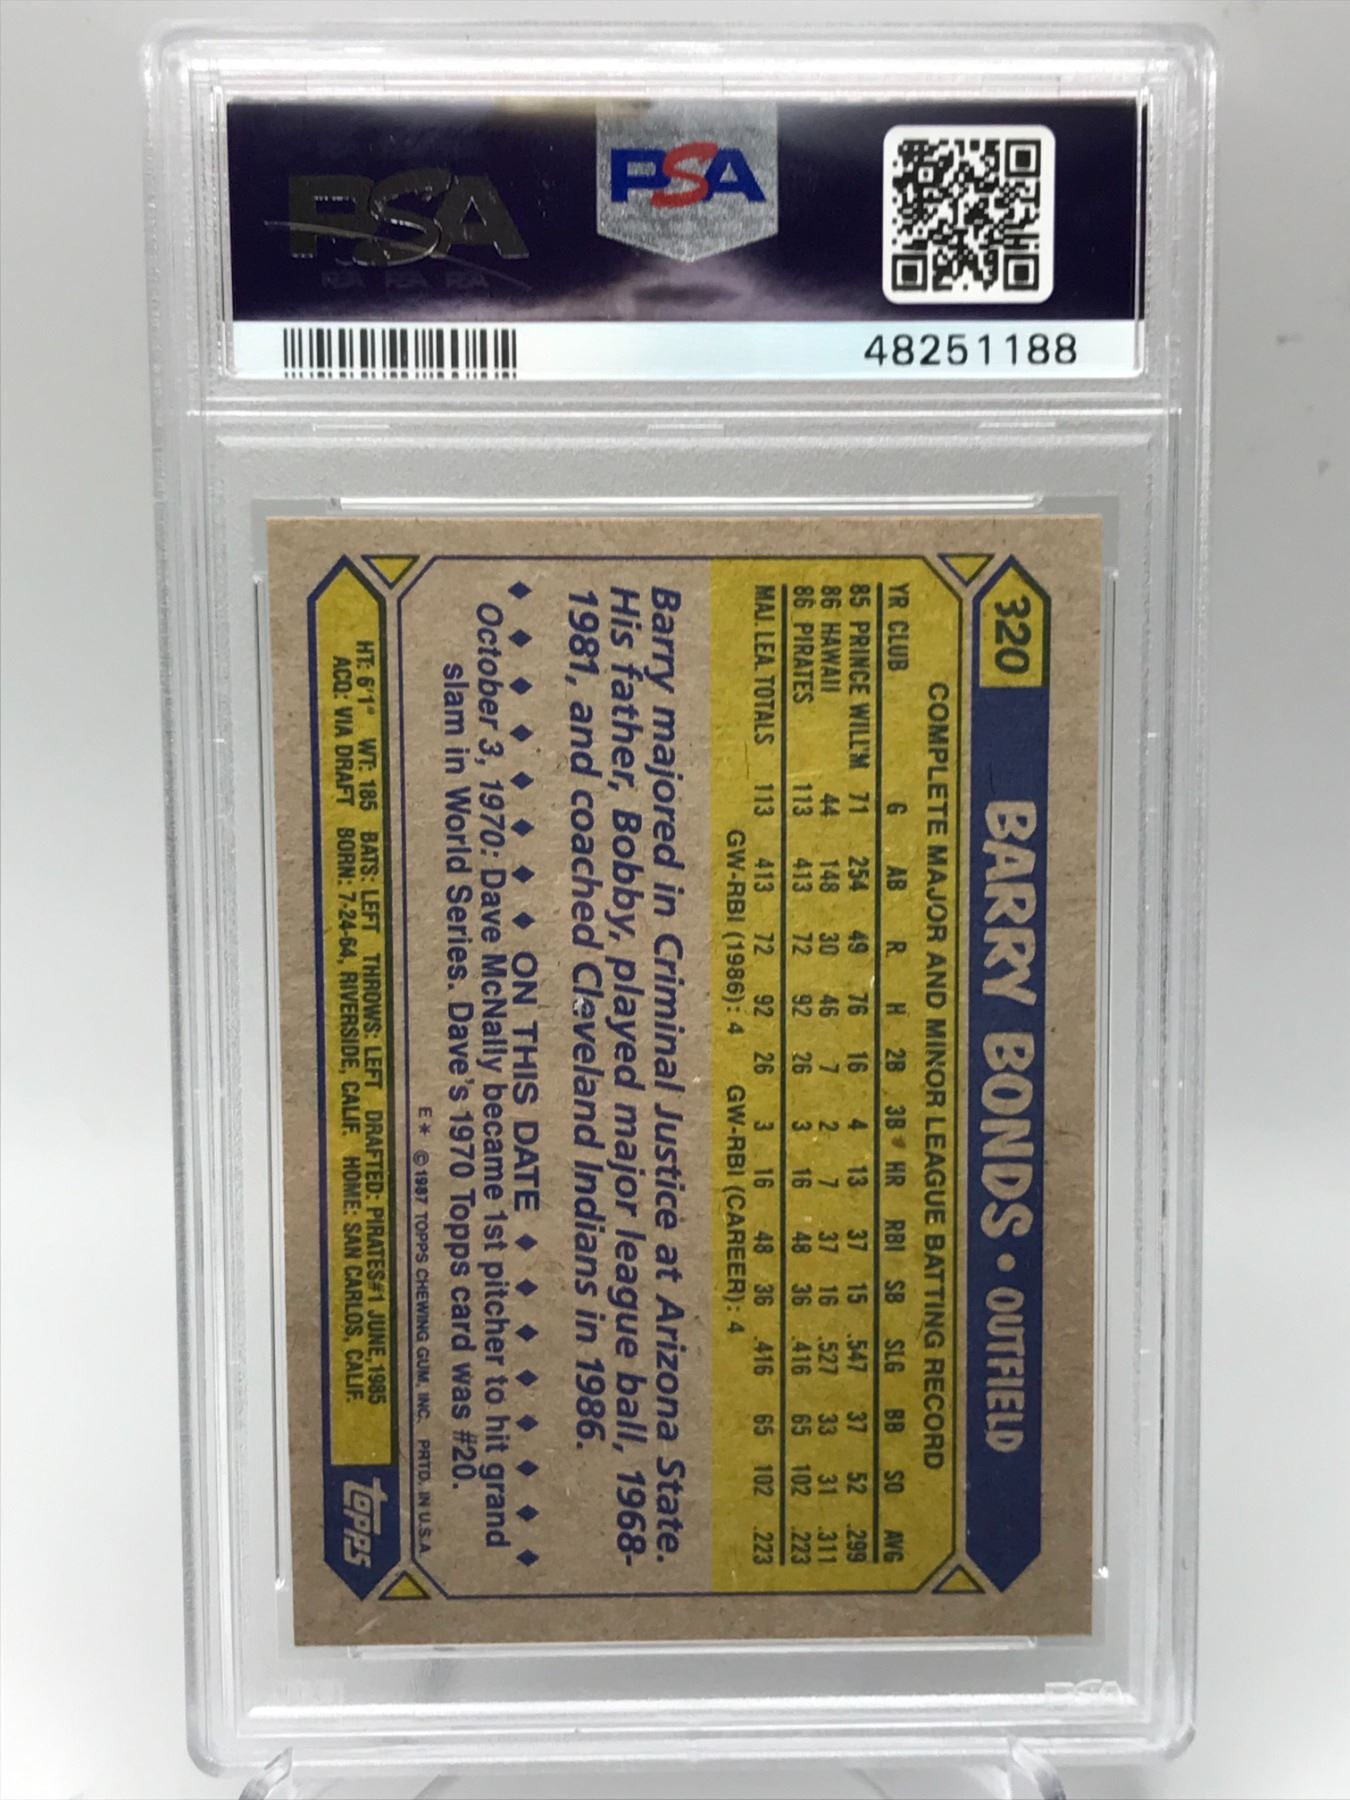 PSA
PSA
48251188
320 BARRY BONDS • OUTFIELD
COMPLETE MAJOR AND MINOR LEAGUE BATTING RECORD
YR CLUB G AB R H 2B 3B HR RBI SB SLG BB SO AVG
85 PRINCE WILL'M 71 254 49 76 16 4 13 37 15 .547 37 52 .299
86 HAWAII 44 148 30 46 7 2 7 37 16 .527 33 31 .311
86 PIRATES 113 413 72 92 26 3 16 48 36 .416 65 102 .223
MAJ. LEA. TOTALS 113 413 72 92 26 3 16 48 36 .416 65 102 .223
GW-RBI (1986): 4 GW-RBI (CAREER): 4
Barry majored in Criminal Justice at Arizona State.
His father, Bobby, played major league ball, 1968-
1981, and coached Cleveland Indians in 1986.
♦ ♦ ♦ ♦ ♦ ♦ ♦ ♦ ON THIS DATE ♦ ♦ ♦ ♦ ♦ ♦ ♦ ♦
October 3, 1970: Dave McNally became 1st pitcher to hit grand
slam in World Series. Dave's 1970 Topps card was #20.
E* © 1987 TOPPS CHEWING GUM, INC. PRTD. IN U.S.A.
HT: 6'1" WT: 185 BATS: LEFT THROWS: LEFT DRAFTED: PIRATES#1 JUNE, 1985
ACQ: VIA DRAFT BORN: 7-24-64, RIVERSIDE, CALIF. HOME: SAN CARLOS, CALIF.
topps
PSA